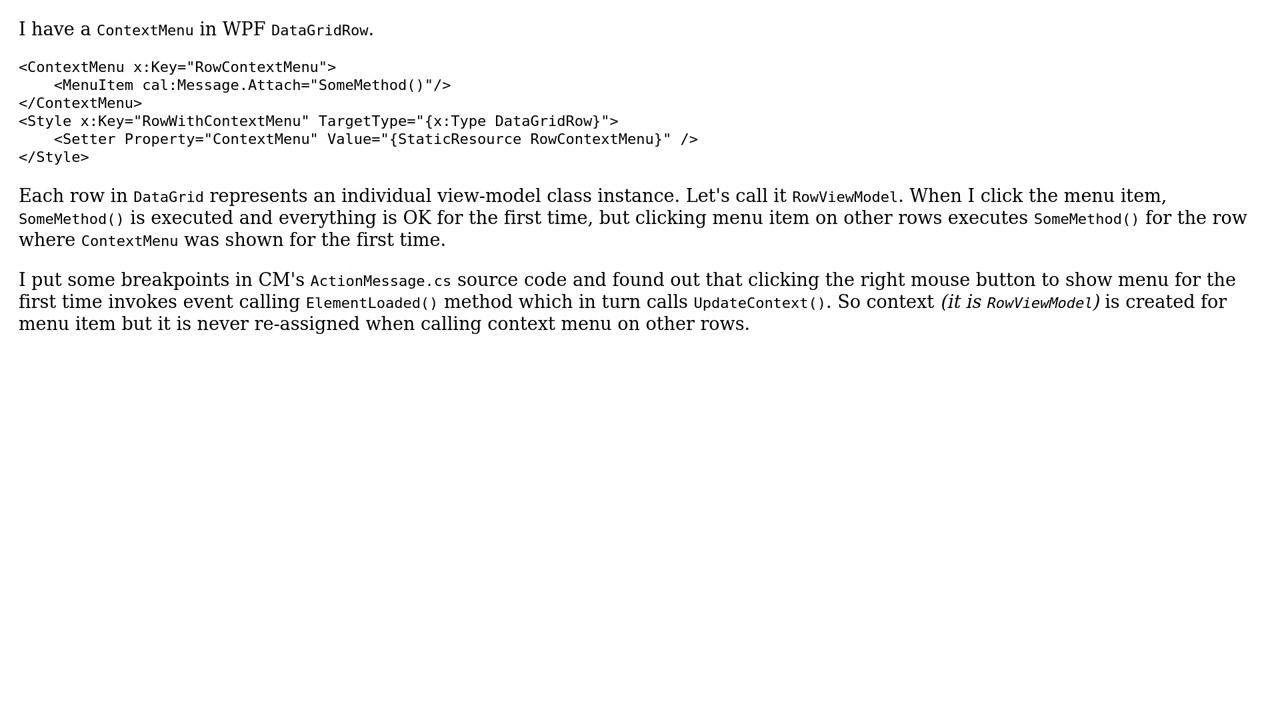 I have a ContextMenu in WPF DataGridRow.
<ContextMenu x:Key="RowContextMenu">
    <MenuItem cal:Message.Attach="SomeMethod()"/>
</ContextMenu>
<Style x:Key="RowWithContextMenu" TargetType="{x:Type DataGridRow}">
    <Setter Property="ContextMenu" Value="{StaticResource RowContextMenu}" />
</Style>
Each row in DataGrid represents an individual view-model class instance. Let's call it RowViewModel. When I click the menu item,
SomeMethod() is executed and everything is OK for the first time, but clicking menu item on other rows executes SomeMethod() for the row
where ContextMenu was shown for the first time.
I put some breakpoints in CM's ActionMessage.cs source code and found out that clicking the right mouse button to show menu for the
first time invokes event calling ElementLoaded() method which in turn calls UpdateContext(). So context (it is RowViewModel) is created for
menu item but it is never re-assigned when calling context menu on other rows.